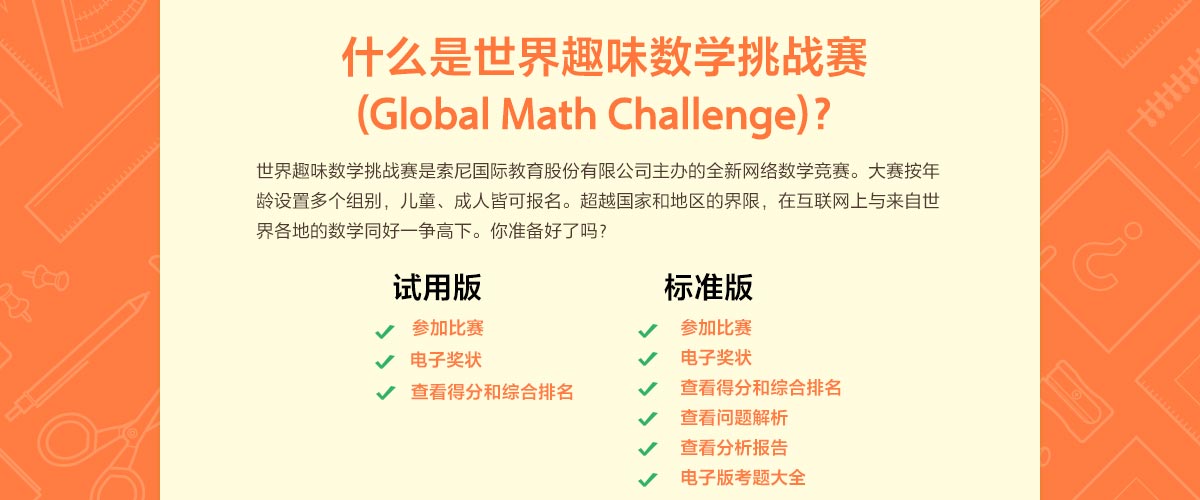 什么是世界趣味数学挑战赛
(Global Math Challenge)?
世界趣味数学挑战赛是索尼国际教育股份有限公司主办的全新网络数学竞赛。大赛按年
龄设置多个组别，儿童、成人皆可报名。超越国家和地区的界限，在互联网上与来自世
界各地的数学同好一争高下。你准备好了吗?
试用版
参加比赛
电子奖状
查看得分和综合排名
标准版
参加比赛
电子奖状
查看得分和综合排名
查看问题解析
查看分析报告
电子版考题大全